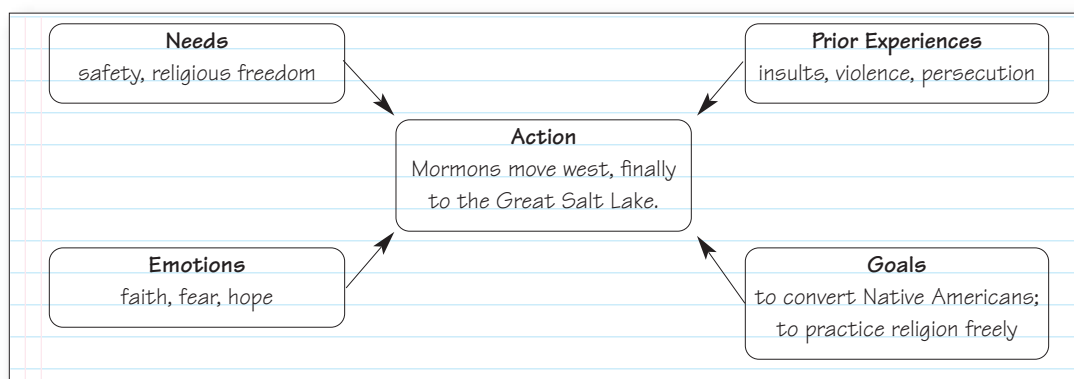 Needs
safety, religious freedom
Prior Experiences
insults, violence, persecution
Action
Mormons move west, finally
to the Great Salt Lake.
Emotions
faith, fear, hope
Goals
to convert Native Americans;
to practice religion freely